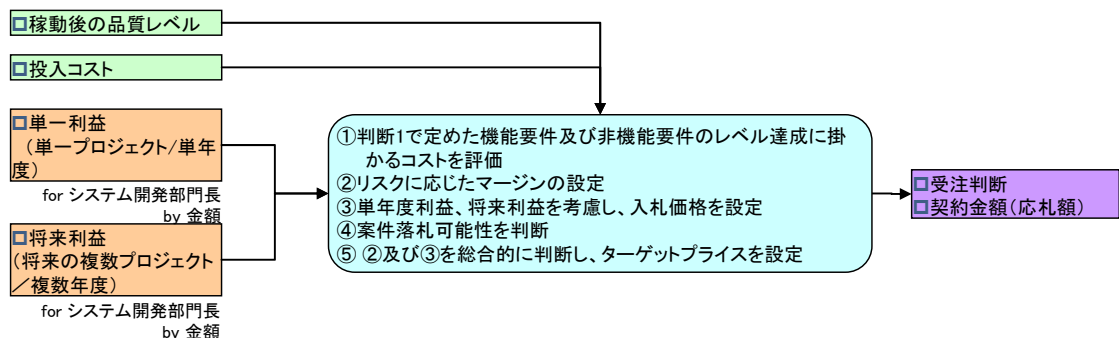 □稼動後の品質レベル
□投入コスト
□単一利益
（単一プロジェクト/単年
度）
for システム開発部門長
by 金額
□将来利益
（将来の複数プロジェクト
／複数年度）
for システム開発部門長
by 金額
①判断1で定めた機能要件及び非機能要件のレベル達成に掛
かるコストを評価
②リスクに応じたマージンの設定
③単年度利益、将来利益を考慮し、入札価格を設定
④案件落札可能性を判断
⑤ ②及び③を総合的に判断し、ターゲットプライスを設定
□受注判断
□契約金額（応札額）